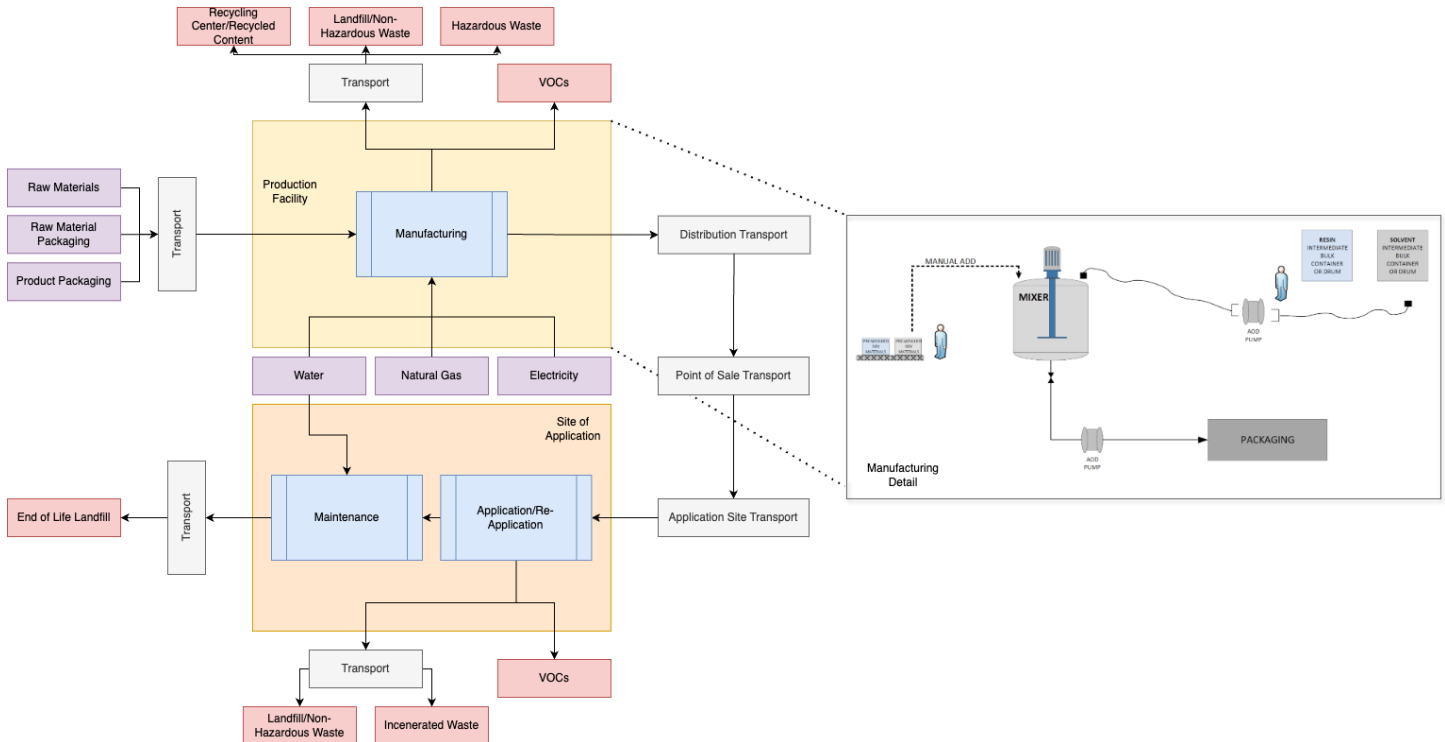 Recycling
Center/Recycled
Content
Landfill/Non-
Hazardous Waste
Hazardous Waste
Transport
VOCs
Raw Materials
Raw Material
Packaging
Product Packaging
Transport
Production
Facility
Manufacturing
Distribution Transport
Water
Natural Gas
Electricity
Point of Sale Transport
Site of
Application
Maintenance
Application/Re-
Application
Application Site Transport
Transport
End of Life Landfill
Transport
VOCs
Landfill/Non-
Hazardous Waste
Incenerated Waste
MANUAL ADD
MIXER
RESIN
INTERMEDIATE
BULK
CONTAINER
OR DRUM
SOLVENT
INTERMEDIATE
BULK
CONTAINER
OR DRUM
AOD
PUMP
AOD
PUMP
PACKAGING
Manufacturing
Detail